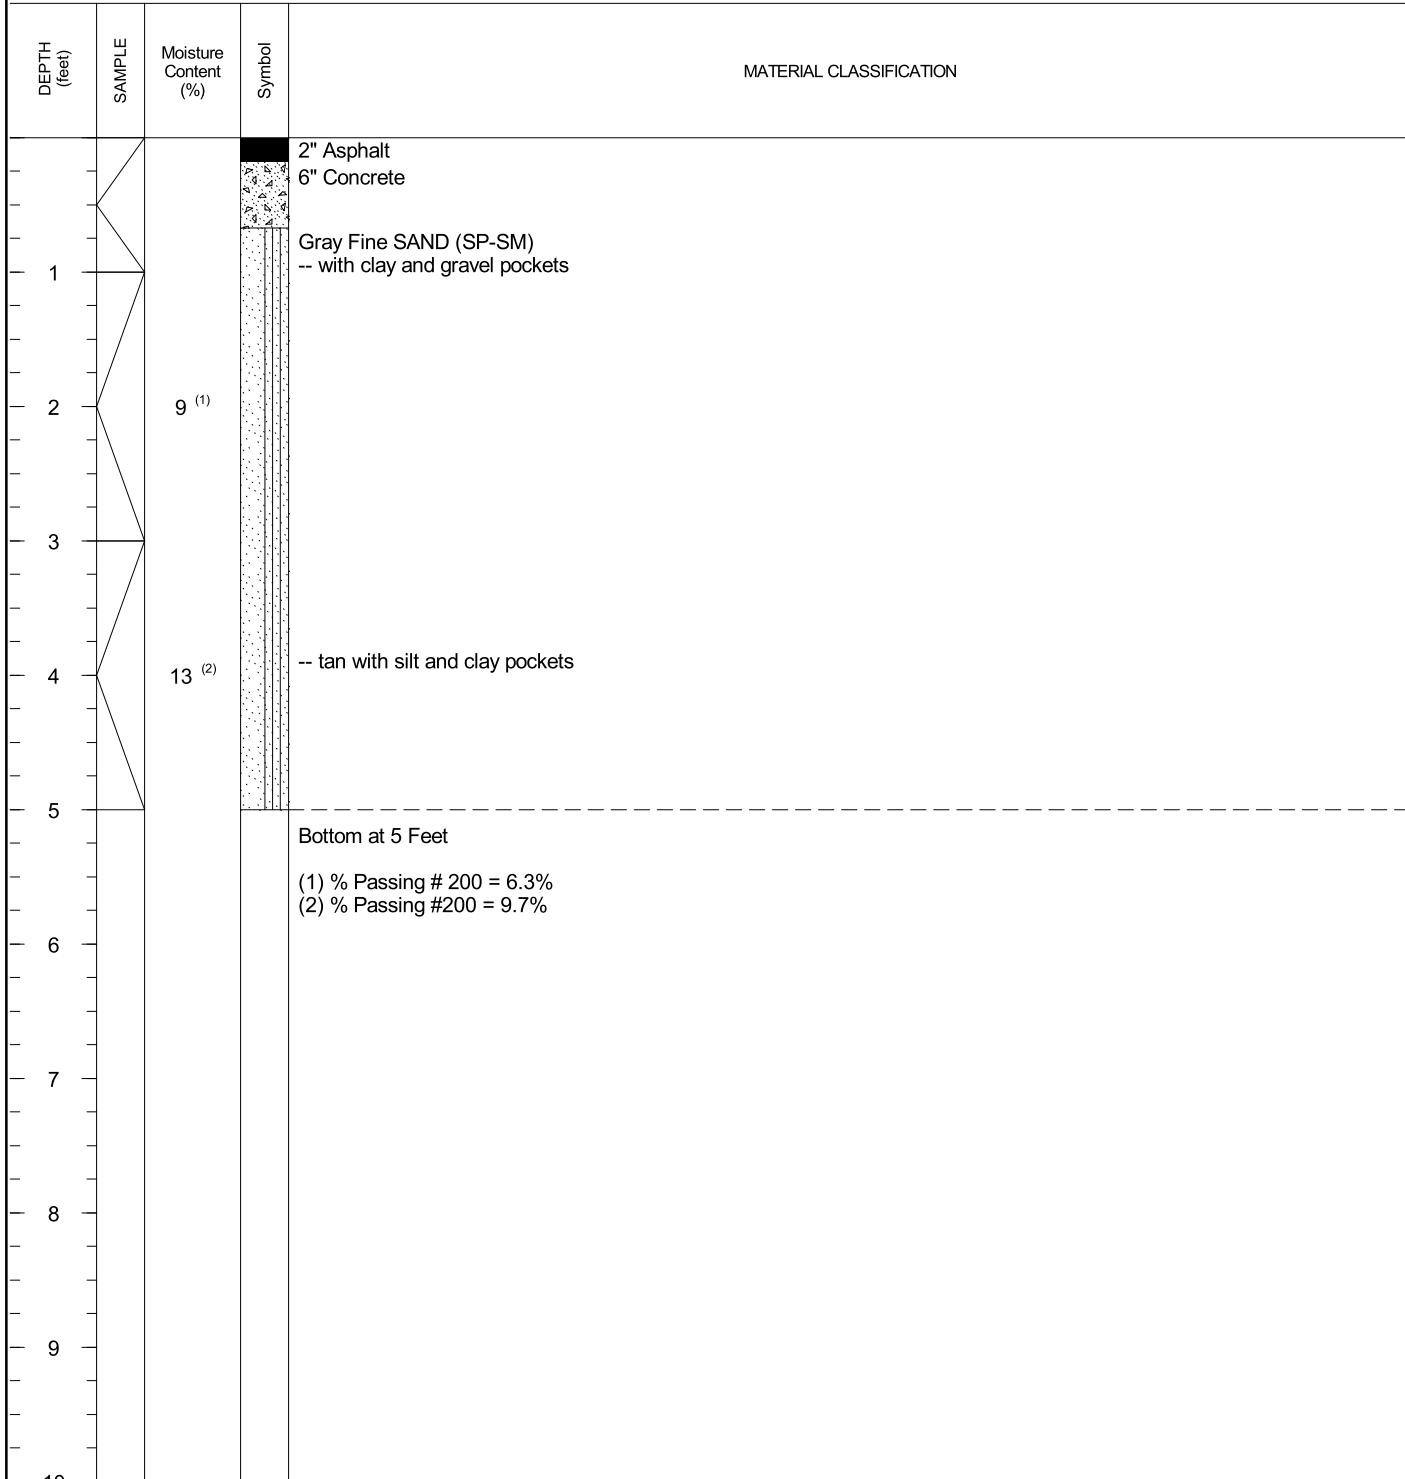 DEPTH
(feet)
SAMPLE
Moisture
Content
(%)
Symbol
MATERIAL CLASSIFICATION
2" Asphalt
6" Concrete
Gray Fine SAND (SP-SM)
-- with clay and gravel pockets
1
2
9 (1)
3
-- tan with silt and clay pockets
4
13 (2)
5
Bottom at 5 Feet
(1) % Passing # 200 = 6.3%
(2) % Passing #200 = 9.7%
6
7
8
9